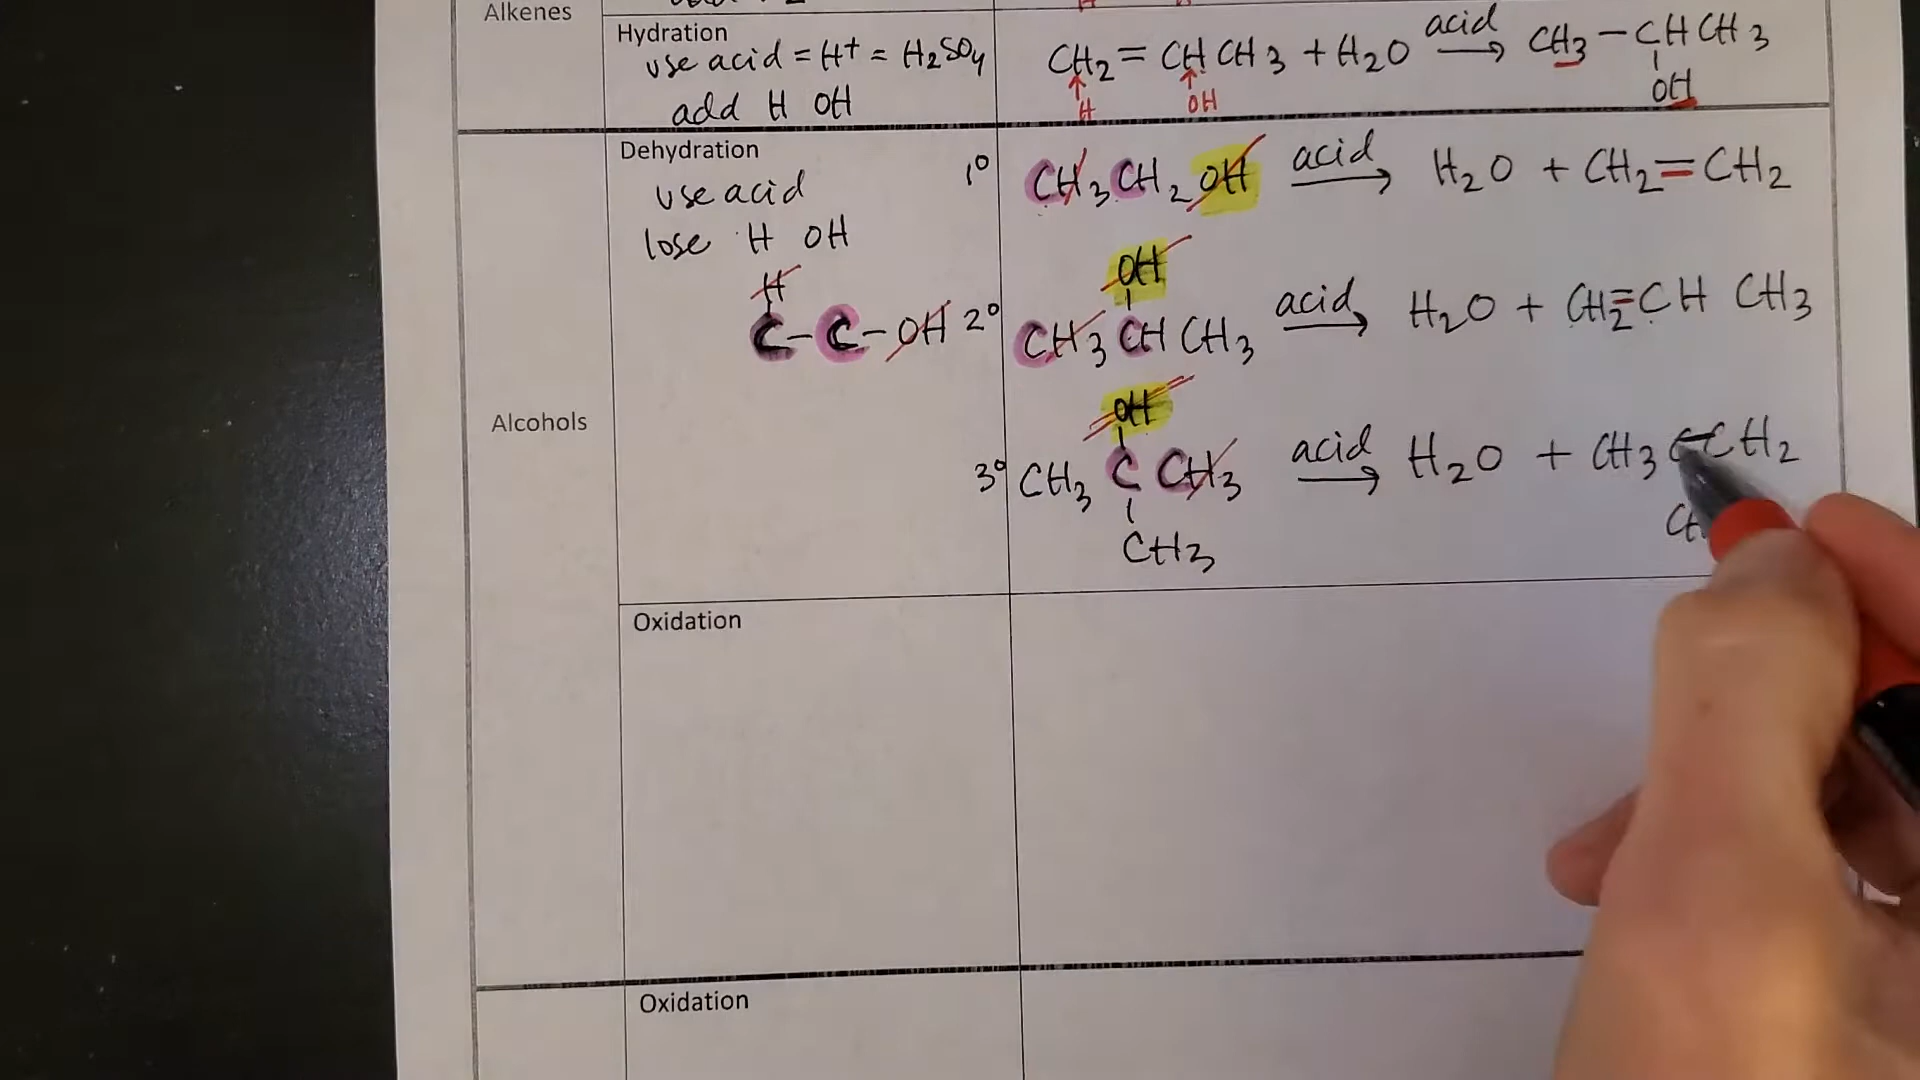 Alkenes
Hydration
use acid = H+ = H2SO4
add H OH
CH2 = CH CH3 + H2O acid → CH3 – CH CH3
OH
H OH
Alcohols
Dehydration
use acid
lose H OH
H
C – C – OH
1° CH3 CH2 OH acid → H2O + CH2 = CH2
OH
2° CH3 CH CH3 acid → H2O + CH2 = CH CH3
OH
3° CH3 C CH3 acid → H2O + CH3 C = CH2
CH3
Oxidation
Oxidation